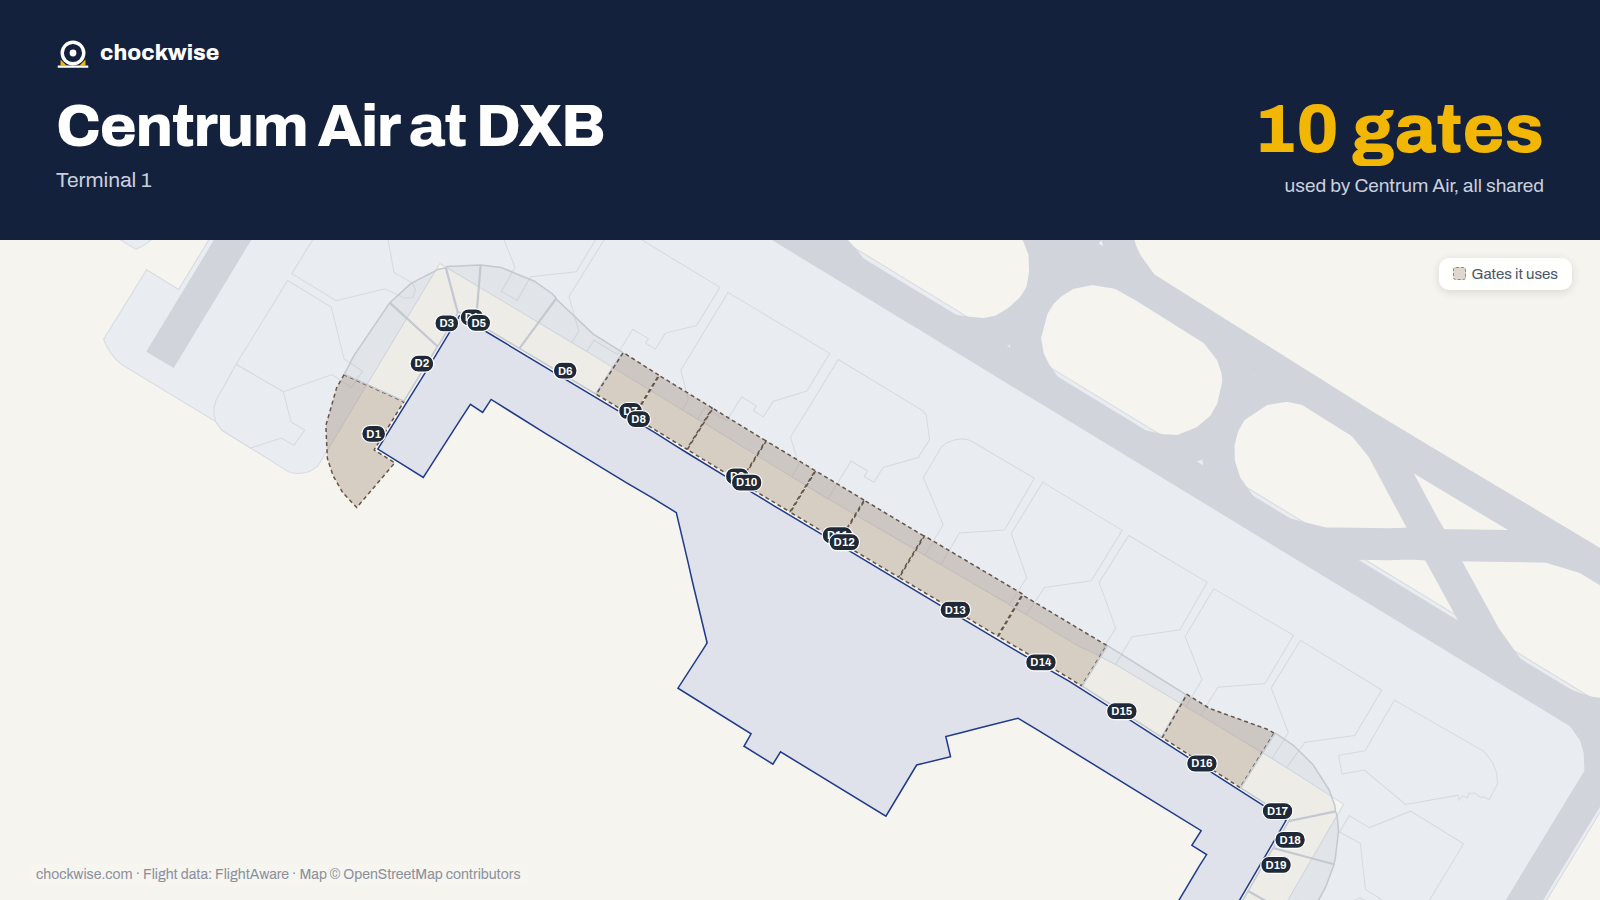 chockwise
Centrum Air at DXB
Terminal 1
10 gates
used by Centrum Air, all shared
Gates it uses
D3
D5
D2
D6
D1
D8
D10
D12
D13
D14
D15
D16
D17
D18
D19
chockwise.com · Flight data: FlightAware · Map © OpenStreetMap contributors